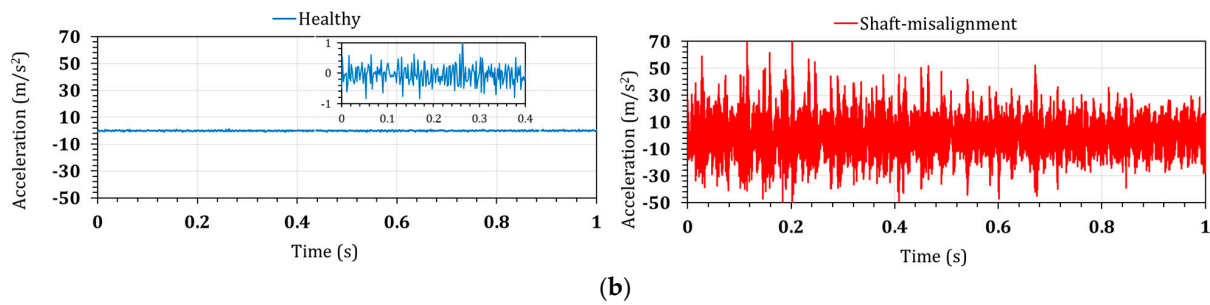 Healthy
Acceleration (m/s²)
70
50
30
10
-10
-30
-50
1
0
-1
0 0.1 0.2 0.3 0.4
0 0.2 0.4 0.6 0.8 1
Time (s)
Shaft-misalignment
Acceleration (m/s²)
70
50
30
10
-10
-30
-50
0 0.2 0.4 0.6 0.8 1
Time (s)
(b)